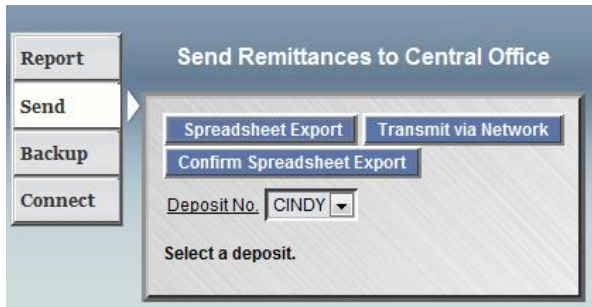 Send Remittances to Central Office
Report
Send
Backup
Connect
Spreadsheet Export
Transmit via Network
Confirm Spreadsheet Export
Deposit No. CINDY
Select a deposit.